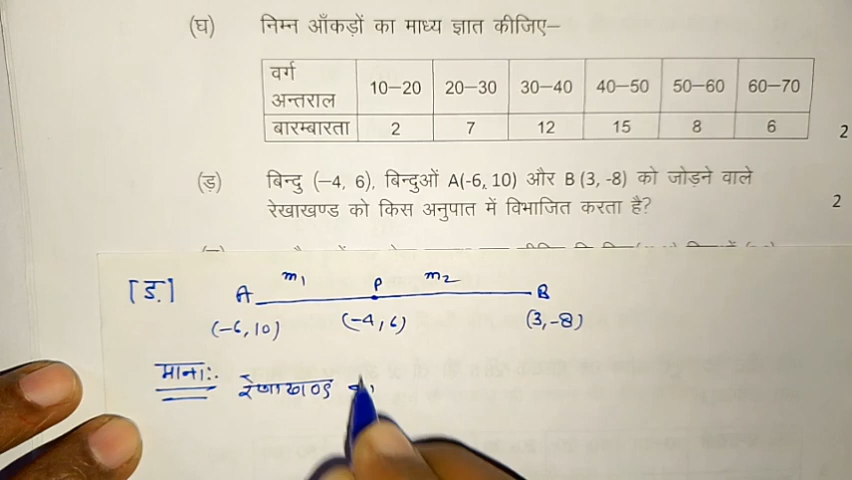 (घ) निम्न आँकड़ों का माध्य ज्ञात कीजिए–
वर्ग अन्तराल 10–20 20–30 30–40 40–50 50–60 60–70
बारम्बारता 2 7 12 15 8 6
2
(ड़) बिन्दु (–4, 6), बिन्दुओं A(-6, 10) और B (3, -8) को जोड़ने वाले
रेखाखण्ड को किस अनुपात में विभाजित करता है?
2
[ड.] A m₁ P m₂ B
(-6, 10) (-4, 6) (3, -8)
माना:- रेखाखण्ड